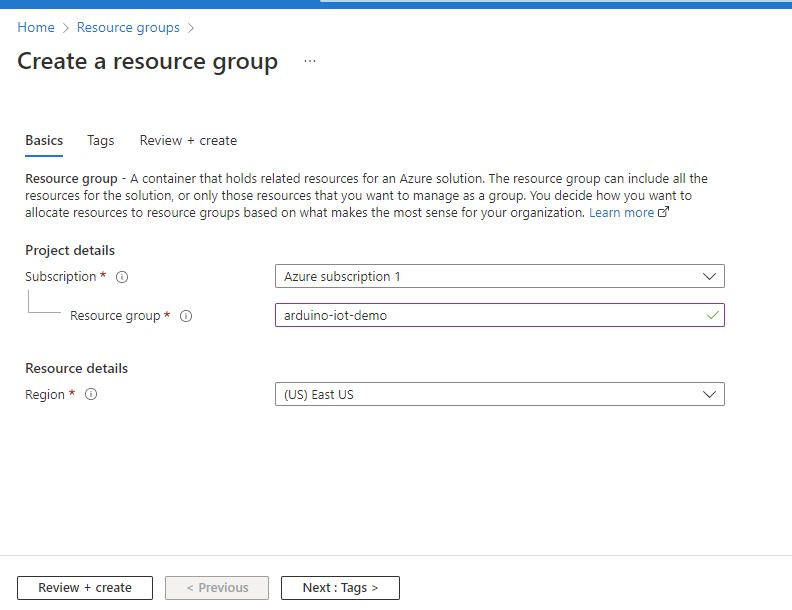 Home > Resource groups >
Create a resource group ...
Basics Tags Review + create
Resource group - A container that holds related resources for an Azure solution. The resource group can include all the
resources for the solution, or only those resources that you want to manage as a group. You decide how you want to
allocate resources to resource groups based on what makes the most sense for your organization. Learn more
Project details
Subscription * Azure subscription 1
Resource group * arduino-iot-demo
Resource details
Region * (US) East US
Review + create < Previous Next : Tags >